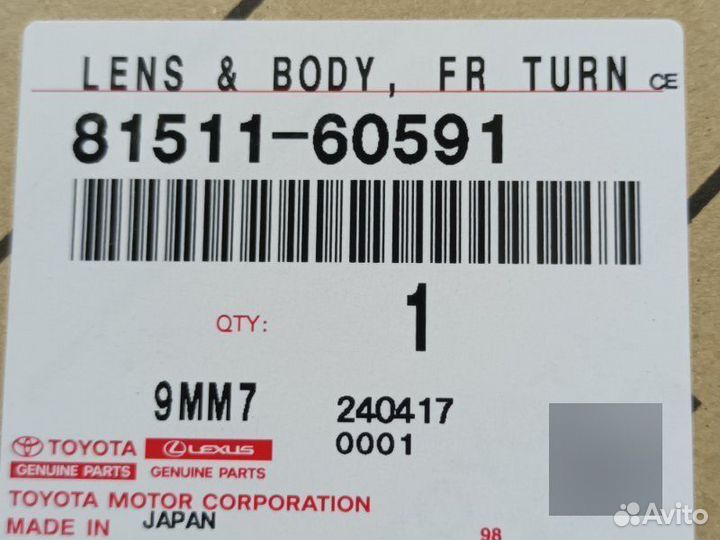 LENS & BODY, FR TURN CE
81511-60591
QTY: 1
9MM7 240417
0001
TOYOTA LEXUS
GENUINE PARTS GENUINE PARTS
TOYOTA MOTOR CORPORATION
MADE IN JAPAN
98
Avito